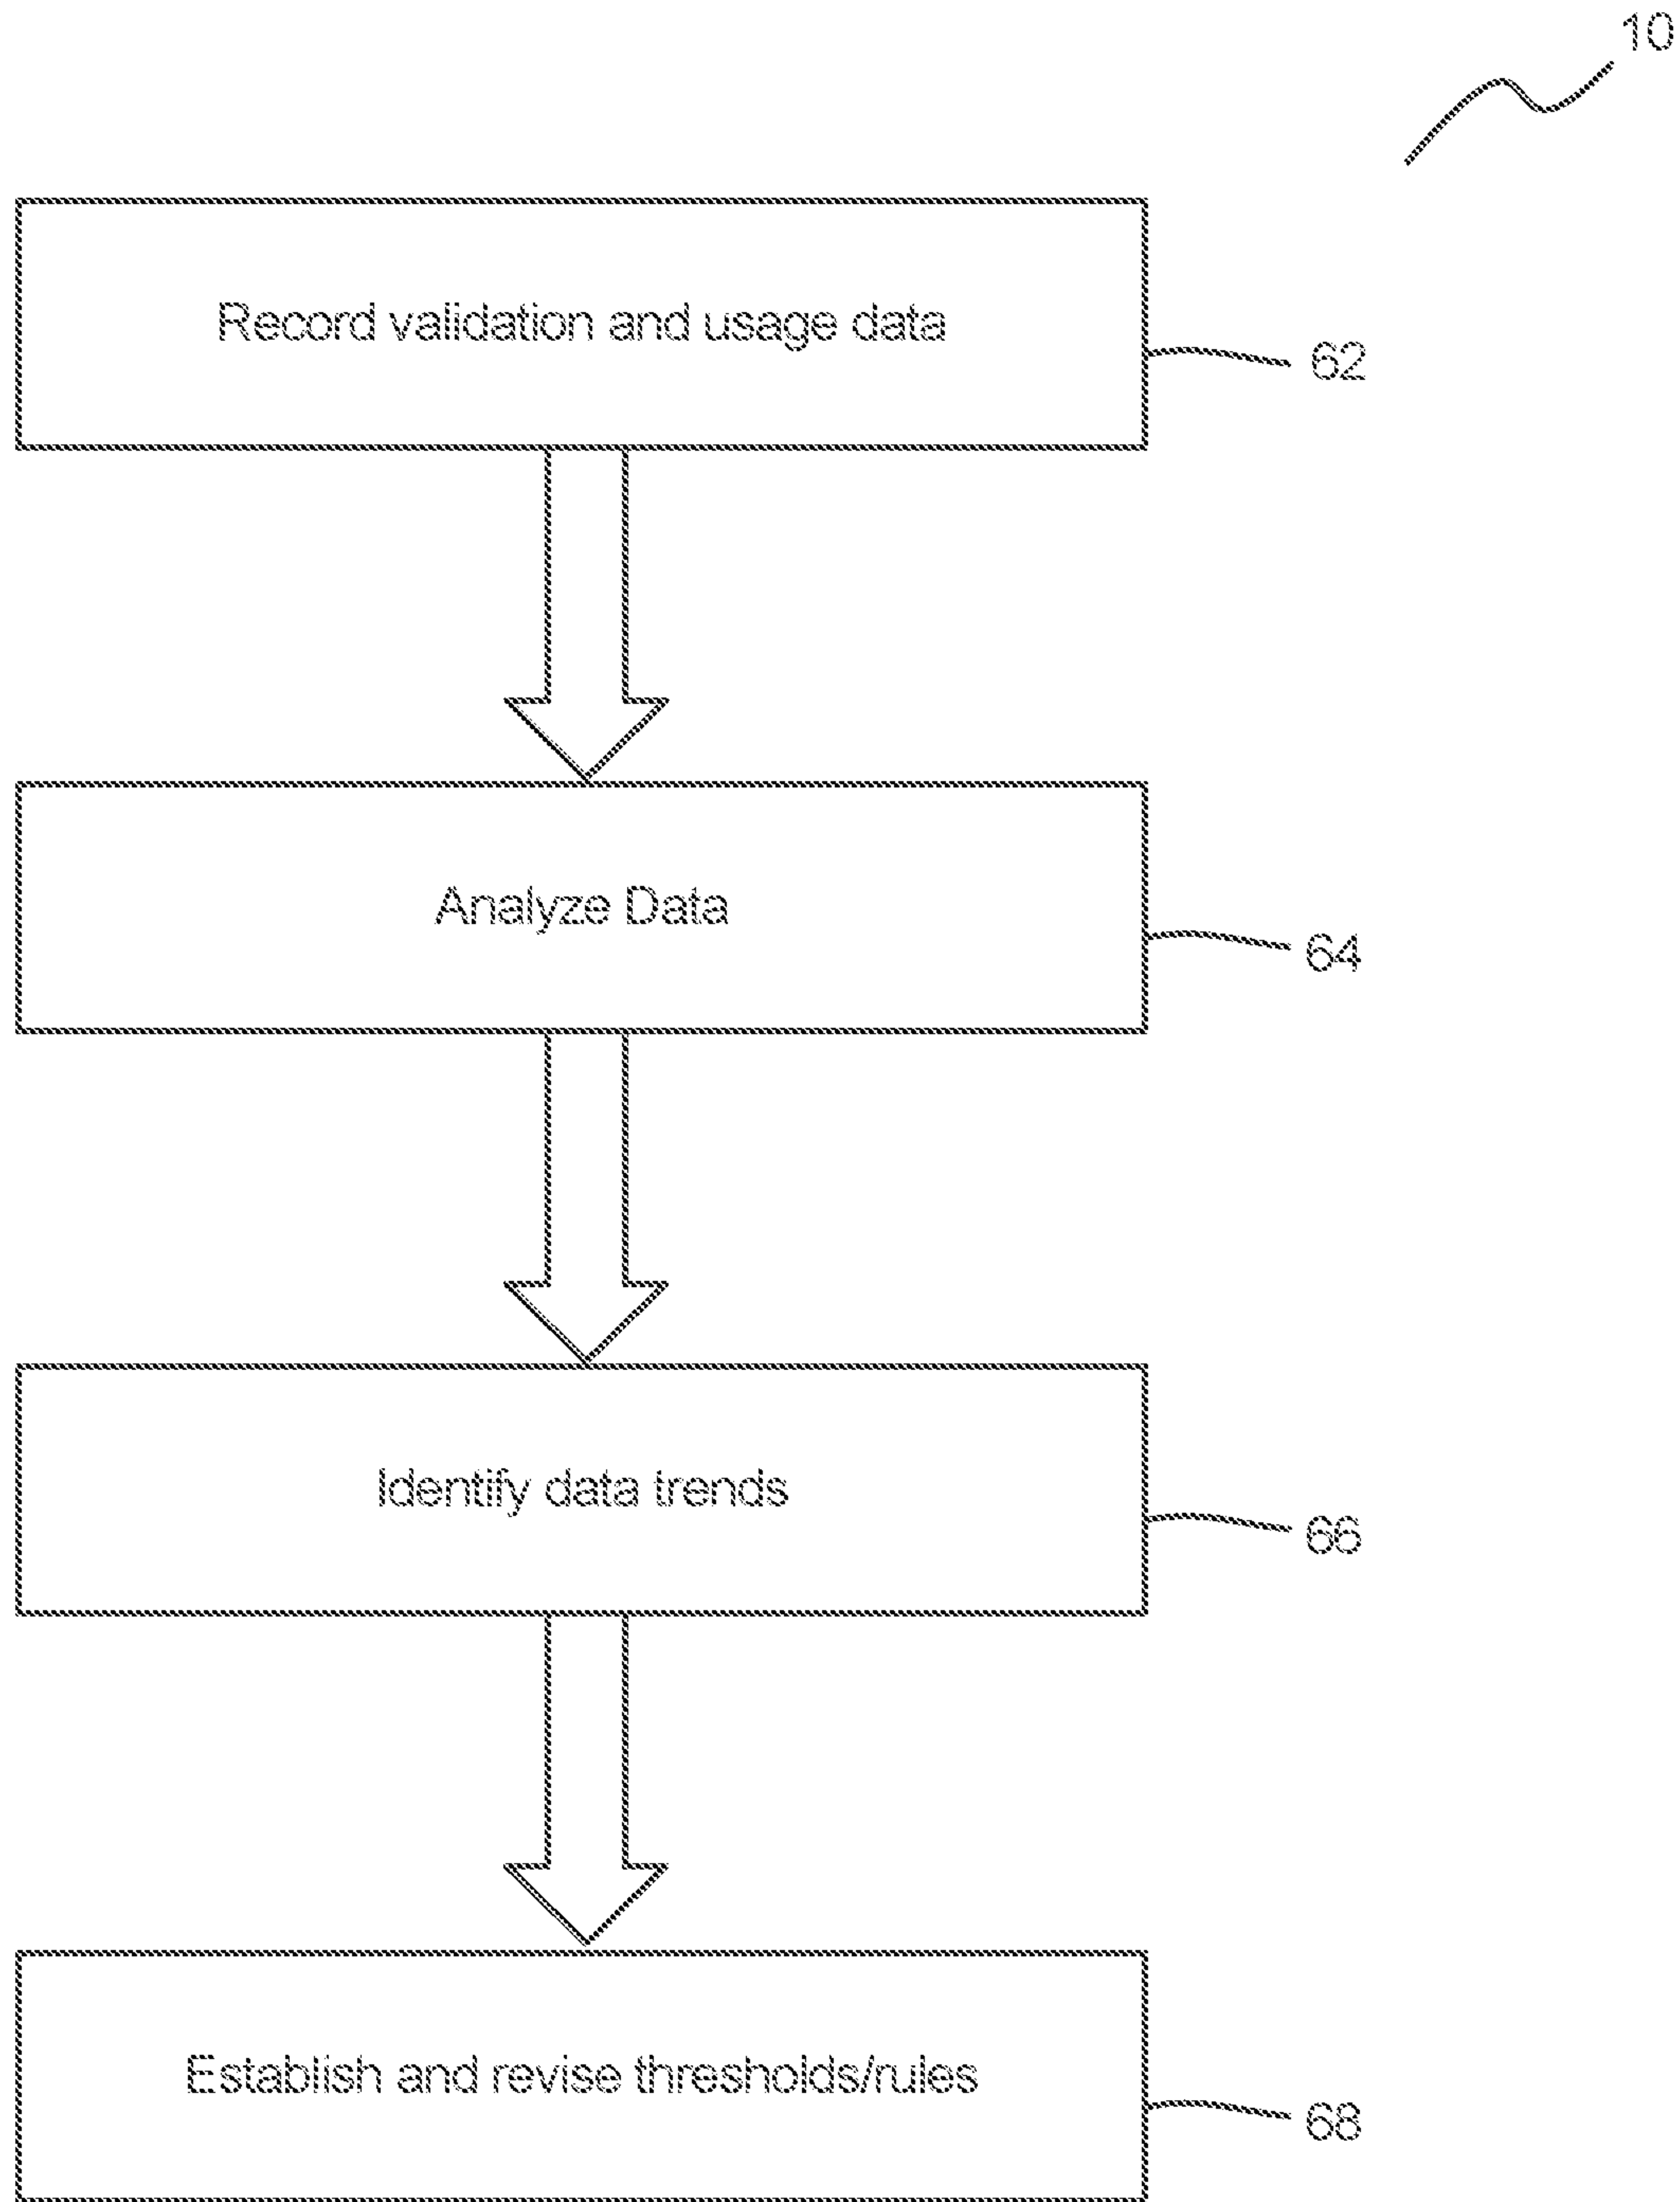 10
Record validation and usage data
62
Analyze Data
64
Identify data trends
66
Establish and revise thresholds/rules
68